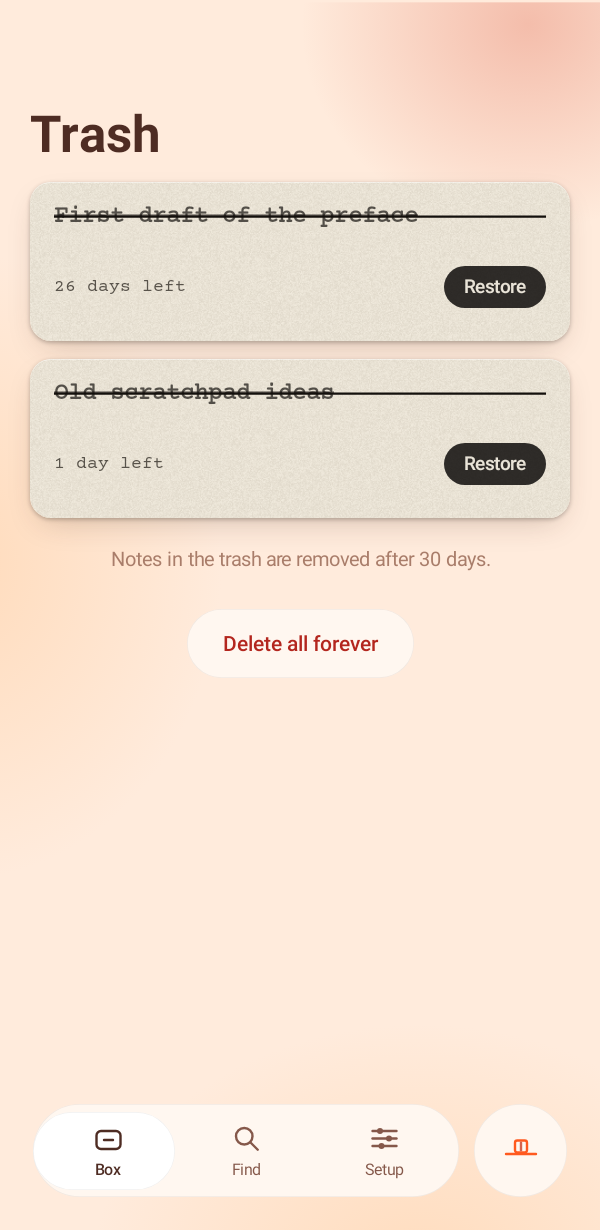 Trash
First draft of the preface
26 days left
Restore
Old scratchpad ideas
1 day left
Restore
Notes in the trash are removed after 30 days.
Delete all forever
Box
Find
Setup